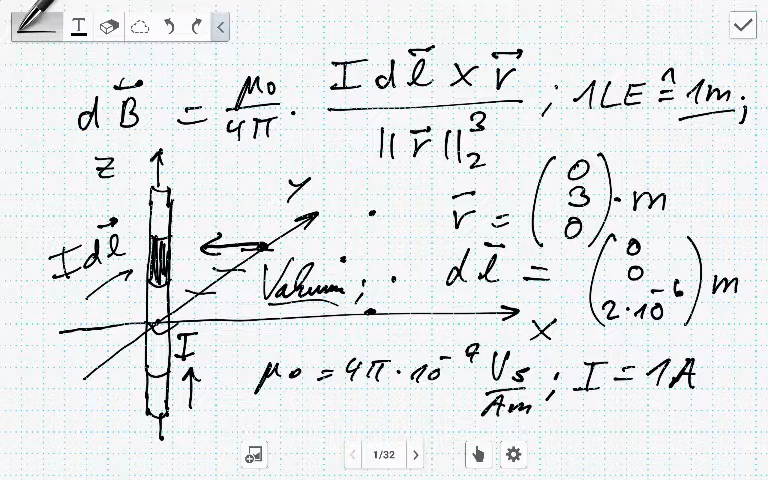 T
dB⃗ = μ₀/4π · I dl⃗ × r⃗ / ||r⃗||₂³ ; 1LE ≙ 1m;
Z
Y
r⃗ = (0 3 0) · m
I dl⃗
Vakuum; dl⃗ = (0 0 2·10⁻⁶) m
X
I
μ₀ = 4π·10⁻⁷ Vs/Am ; I = 1A
1/32